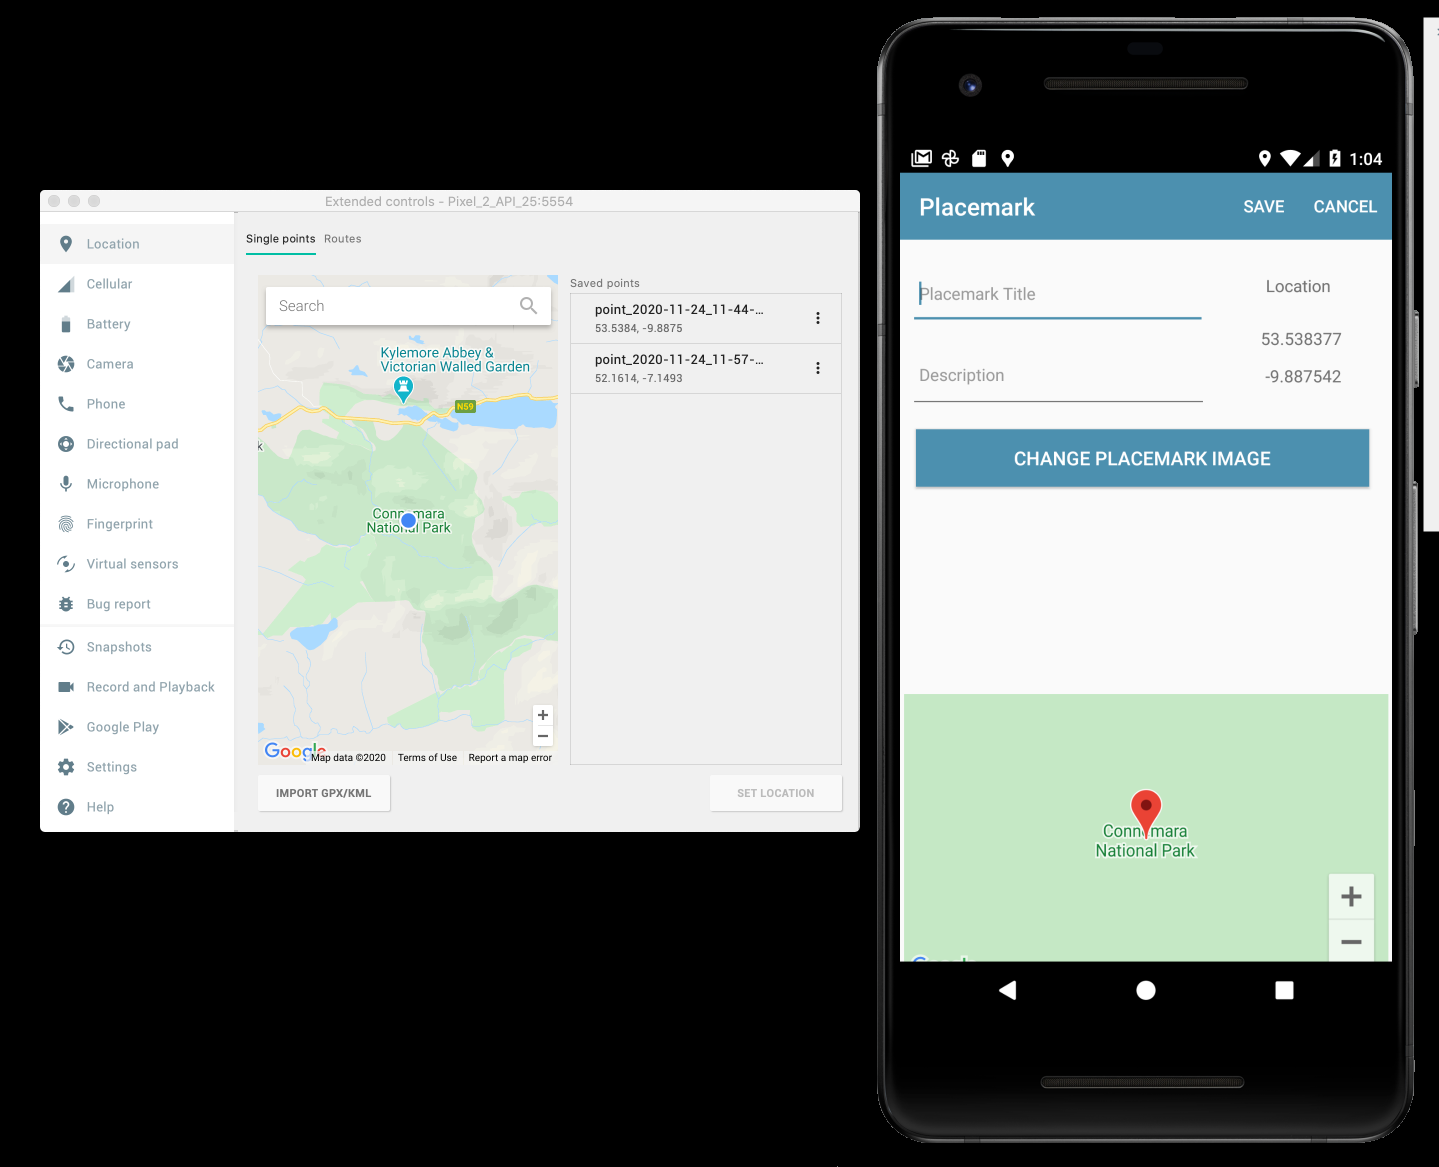 Extended controls - Pixel_2_API_25:5554
Location
Cellular
Battery
Camera
Phone
Directional pad
Microphone
Fingerprint
Virtual sensors
Bug report
Snapshots
Record and Playback
Google Play
Settings
Help
Single points Routes
Search
Kylemore Abbey &
Victorian Walled Garden
N59
k
Connemara
National Park
Google
Map data ©2020 Terms of Use Report a map error
IMPORT GPX/KML
Saved points
point_2020-11-24_11-44-...
53.5384, -9.8875
point_2020-11-24_11-57-...
52.1614, -7.1493
SET LOCATION
1:04
Placemark SAVE CANCEL
Placemark Title
Location
53.538377
Description
-9.887542
CHANGE PLACEMARK IMAGE
Connemara
National Park
Google